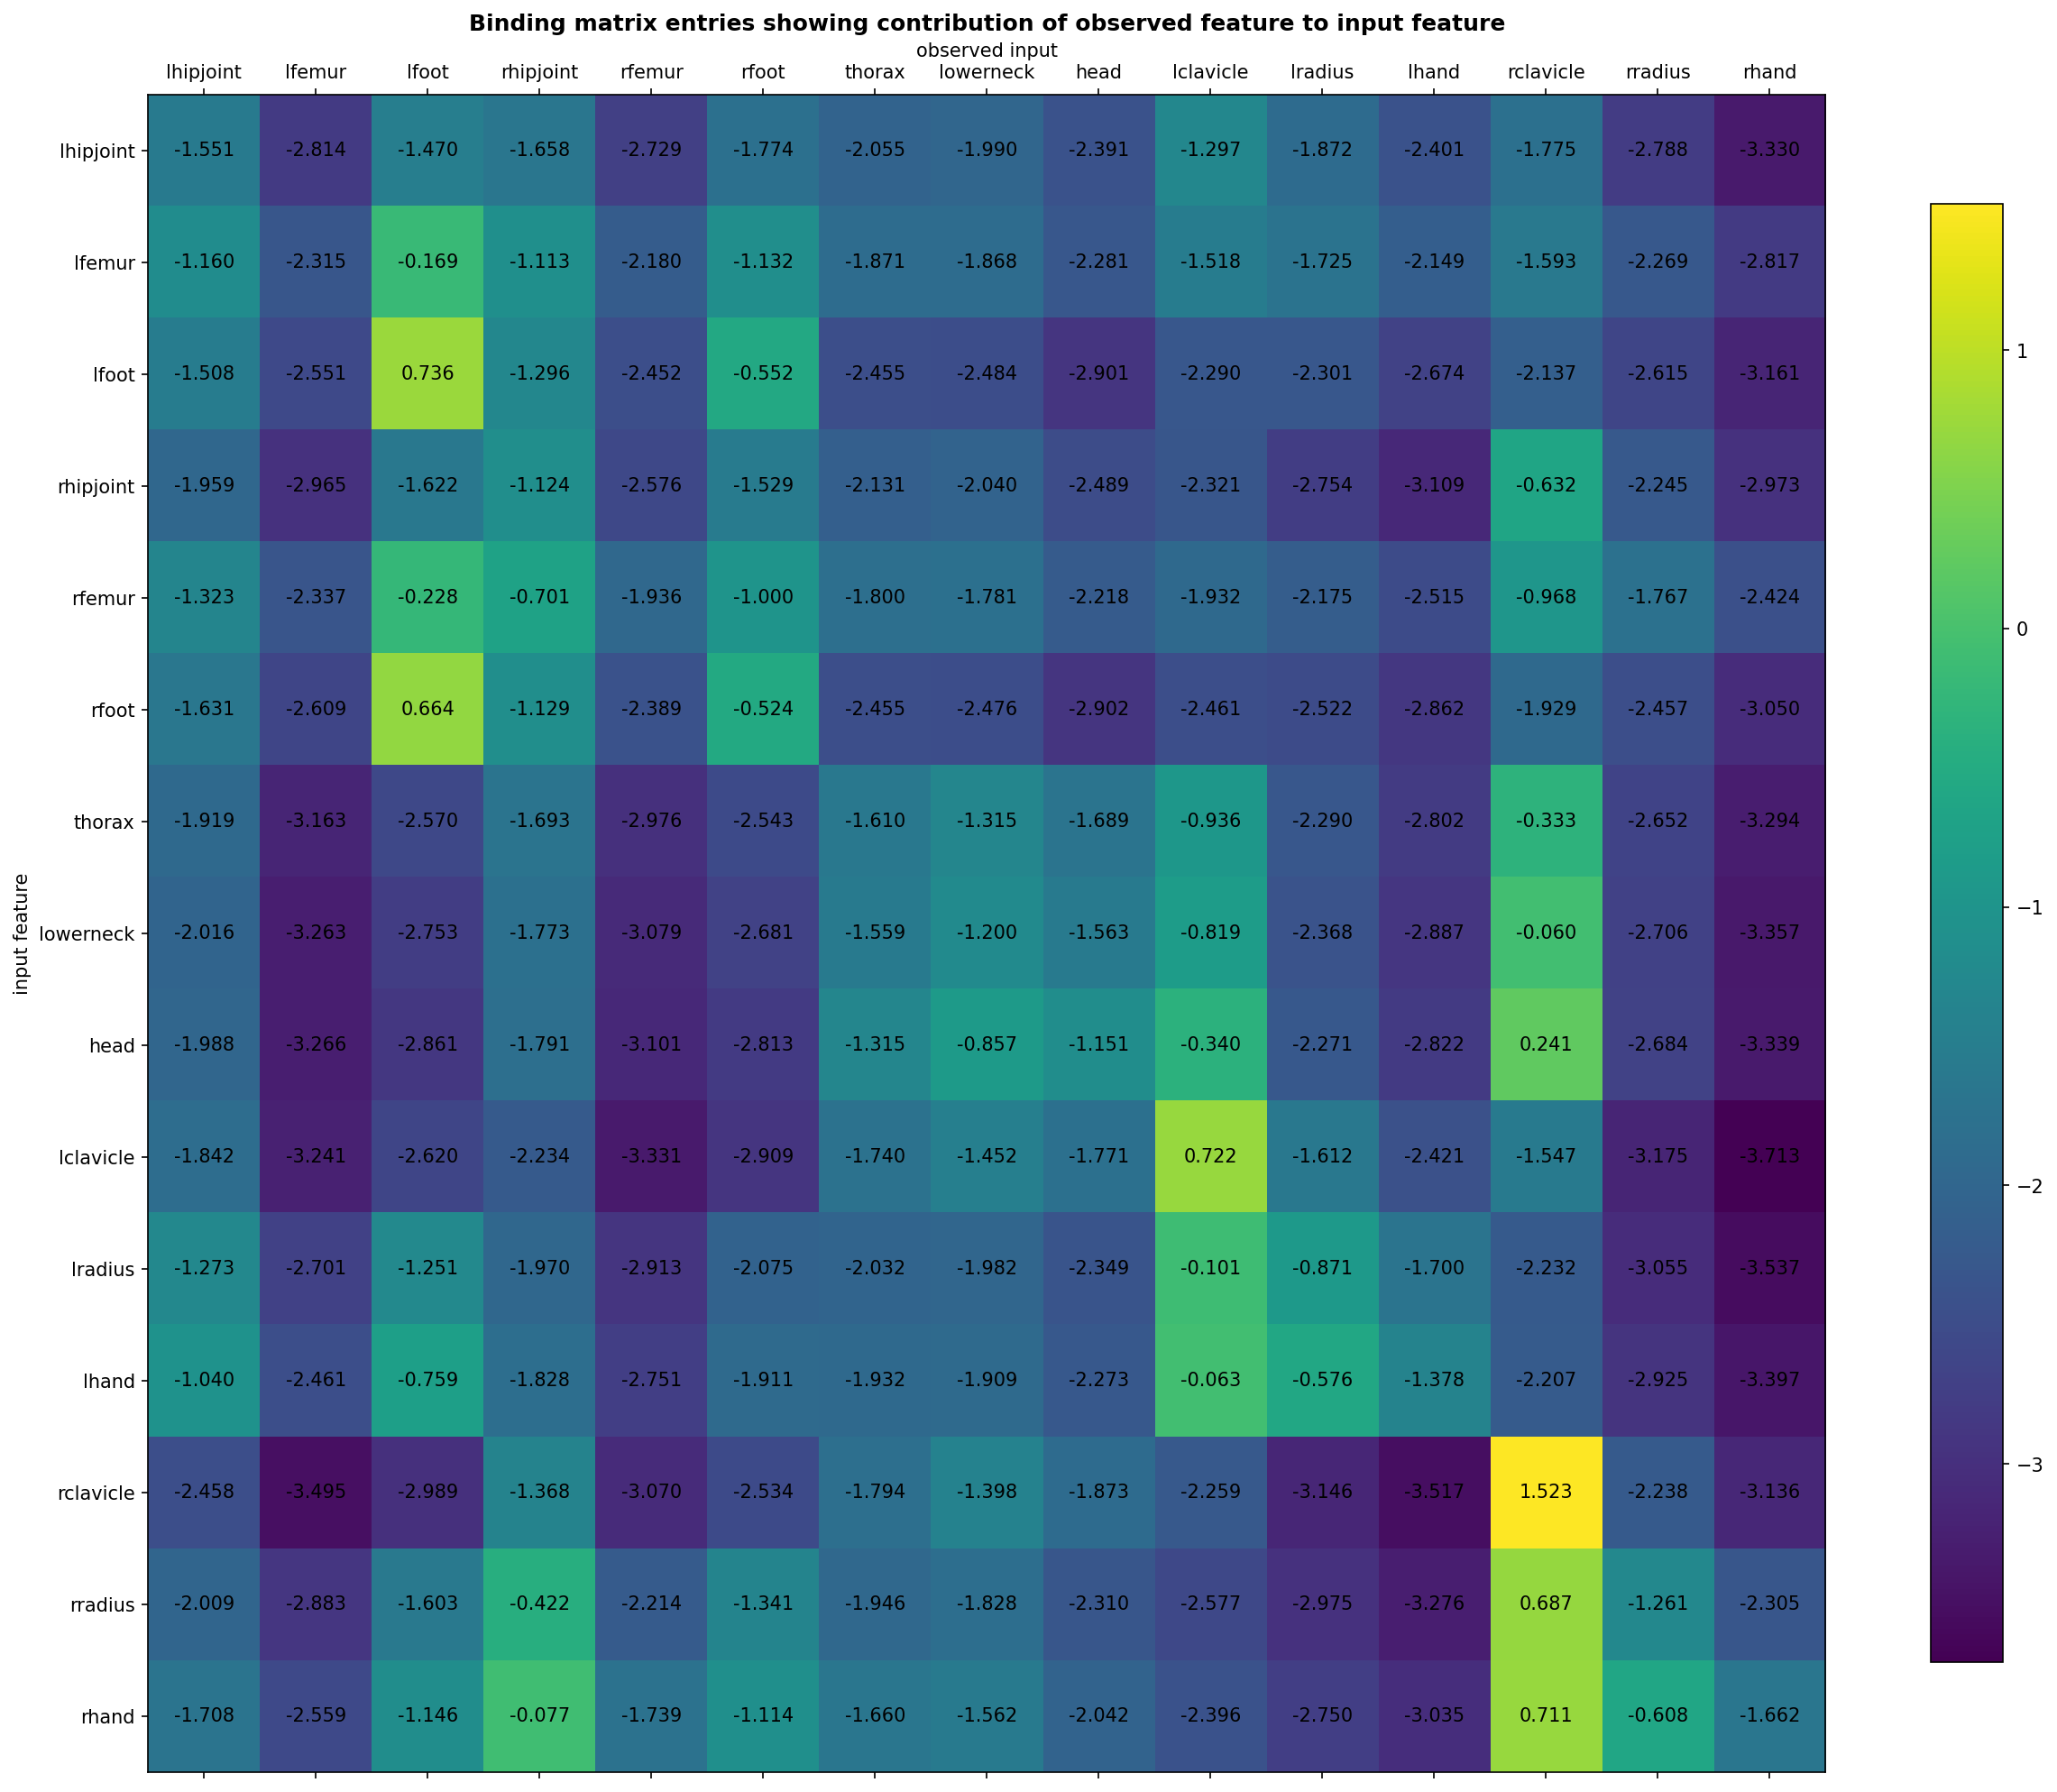 Binding matrix entries showing contribution of observed feature to input feature
observed input
lhipjoint lfemur lfoot rhipjoint rfemur rfoot thorax lowerneck head lclavicle lradius lhand rclavicle rradius rhand
lhipjoint -1.551 -2.814 -1.470 -1.658 -2.729 -1.774 -2.055 -1.990 -2.391 -1.297 -1.872 -2.401 -1.775 -2.788 -3.330
lfemur -1.160 -2.315 -0.169 -1.113 -2.180 -1.132 -1.871 -1.868 -2.281 -1.518 -1.725 -2.149 -1.593 -2.269 -2.817
lfoot -1.508 -2.551 0.736 -1.296 -2.452 -0.552 -2.455 -2.484 -2.901 -2.290 -2.301 -2.674 -2.137 -2.615 -3.161
rhipjoint -1.959 -2.965 -1.622 -1.124 -2.576 -1.529 -2.131 -2.040 -2.489 -2.321 -2.754 -3.109 -0.632 -2.245 -2.973
rfemur -1.323 -2.337 -0.228 -0.701 -1.936 -1.000 -1.800 -1.781 -2.218 -1.932 -2.175 -2.515 -0.968 -1.767 -2.424
rfoot -1.631 -2.609 0.664 -1.129 -2.389 -0.524 -2.455 -2.476 -2.902 -2.461 -2.522 -2.862 -1.929 -2.457 -3.050
thorax -1.919 -3.163 -2.570 -1.693 -2.976 -2.543 -1.610 -1.315 -1.689 -0.936 -2.290 -2.802 -0.333 -2.652 -3.294
lowerneck -2.016 -3.263 -2.753 -1.773 -3.079 -2.681 -1.559 -1.200 -1.563 -0.819 -2.368 -2.887 -0.060 -2.706 -3.357
head -1.988 -3.266 -2.861 -1.791 -3.101 -2.813 -1.315 -0.857 -1.151 -0.340 -2.271 -2.822 0.241 -2.684 -3.339
lclavicle -1.842 -3.241 -2.620 -2.234 -3.331 -2.909 -1.740 -1.452 -1.771 0.722 -1.612 -2.421 -1.547 -3.175 -3.713
lradius -1.273 -2.701 -1.251 -1.970 -2.913 -2.075 -2.032 -1.982 -2.349 -0.101 -0.871 -1.700 -2.232 -3.055 -3.537
lhand -1.040 -2.461 -0.759 -1.828 -2.751 -1.911 -1.932 -1.909 -2.273 -0.063 -0.576 -1.378 -2.207 -2.925 -3.397
rclavicle -2.458 -3.495 -2.989 -1.368 -3.070 -2.534 -1.794 -1.398 -1.873 -2.259 -3.146 -3.517 1.523 -2.238 -3.136
rradius -2.009 -2.883 -1.603 -0.422 -2.214 -1.341 -1.946 -1.828 -2.310 -2.577 -2.975 -3.276 0.687 -1.261 -2.305
rhand -1.708 -2.559 -1.146 -0.077 -1.739 -1.114 -1.660 -1.562 -2.042 -2.396 -2.750 -3.035 0.711 -0.608 -1.662
input feature
1
0
−1
−2
−3